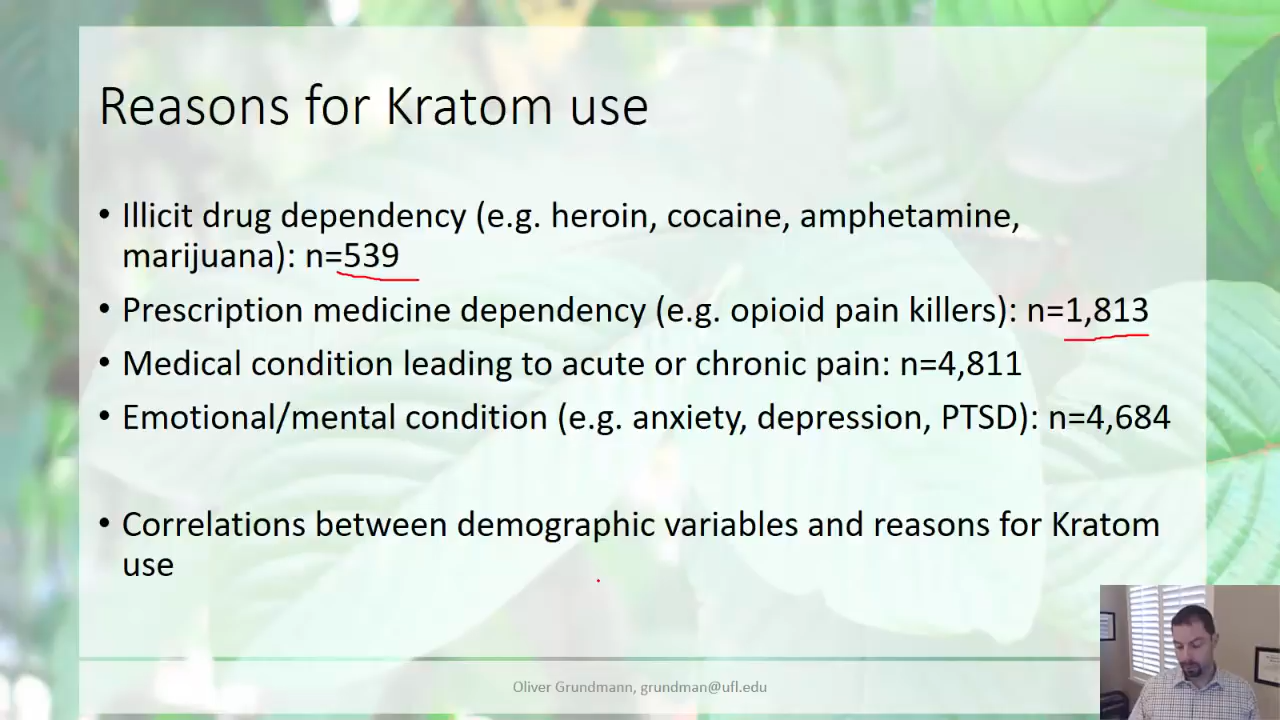 Reasons for Kratom use
• Illicit drug dependency (e.g. heroin, cocaine, amphetamine,
marijuana): n=539
• Prescription medicine dependency (e.g. opioid pain killers): n=1,813
• Medical condition leading to acute or chronic pain: n=4,811
• Emotional/mental condition (e.g. anxiety, depression, PTSD): n=4,684
• Correlations between demographic variables and reasons for Kratom
use
Oliver Grundmann, grundman@ufl.edu